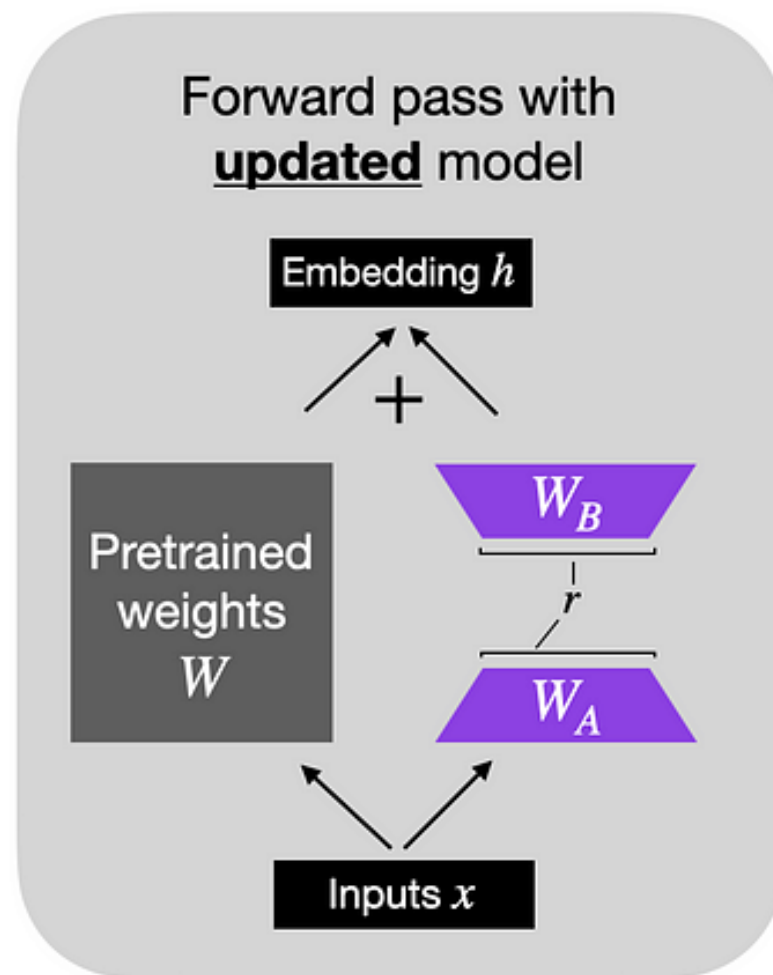 Forward pass with
updated model
Embedding h
+
Pretrained
weights
W
W_B
r
W_A
Inputs x